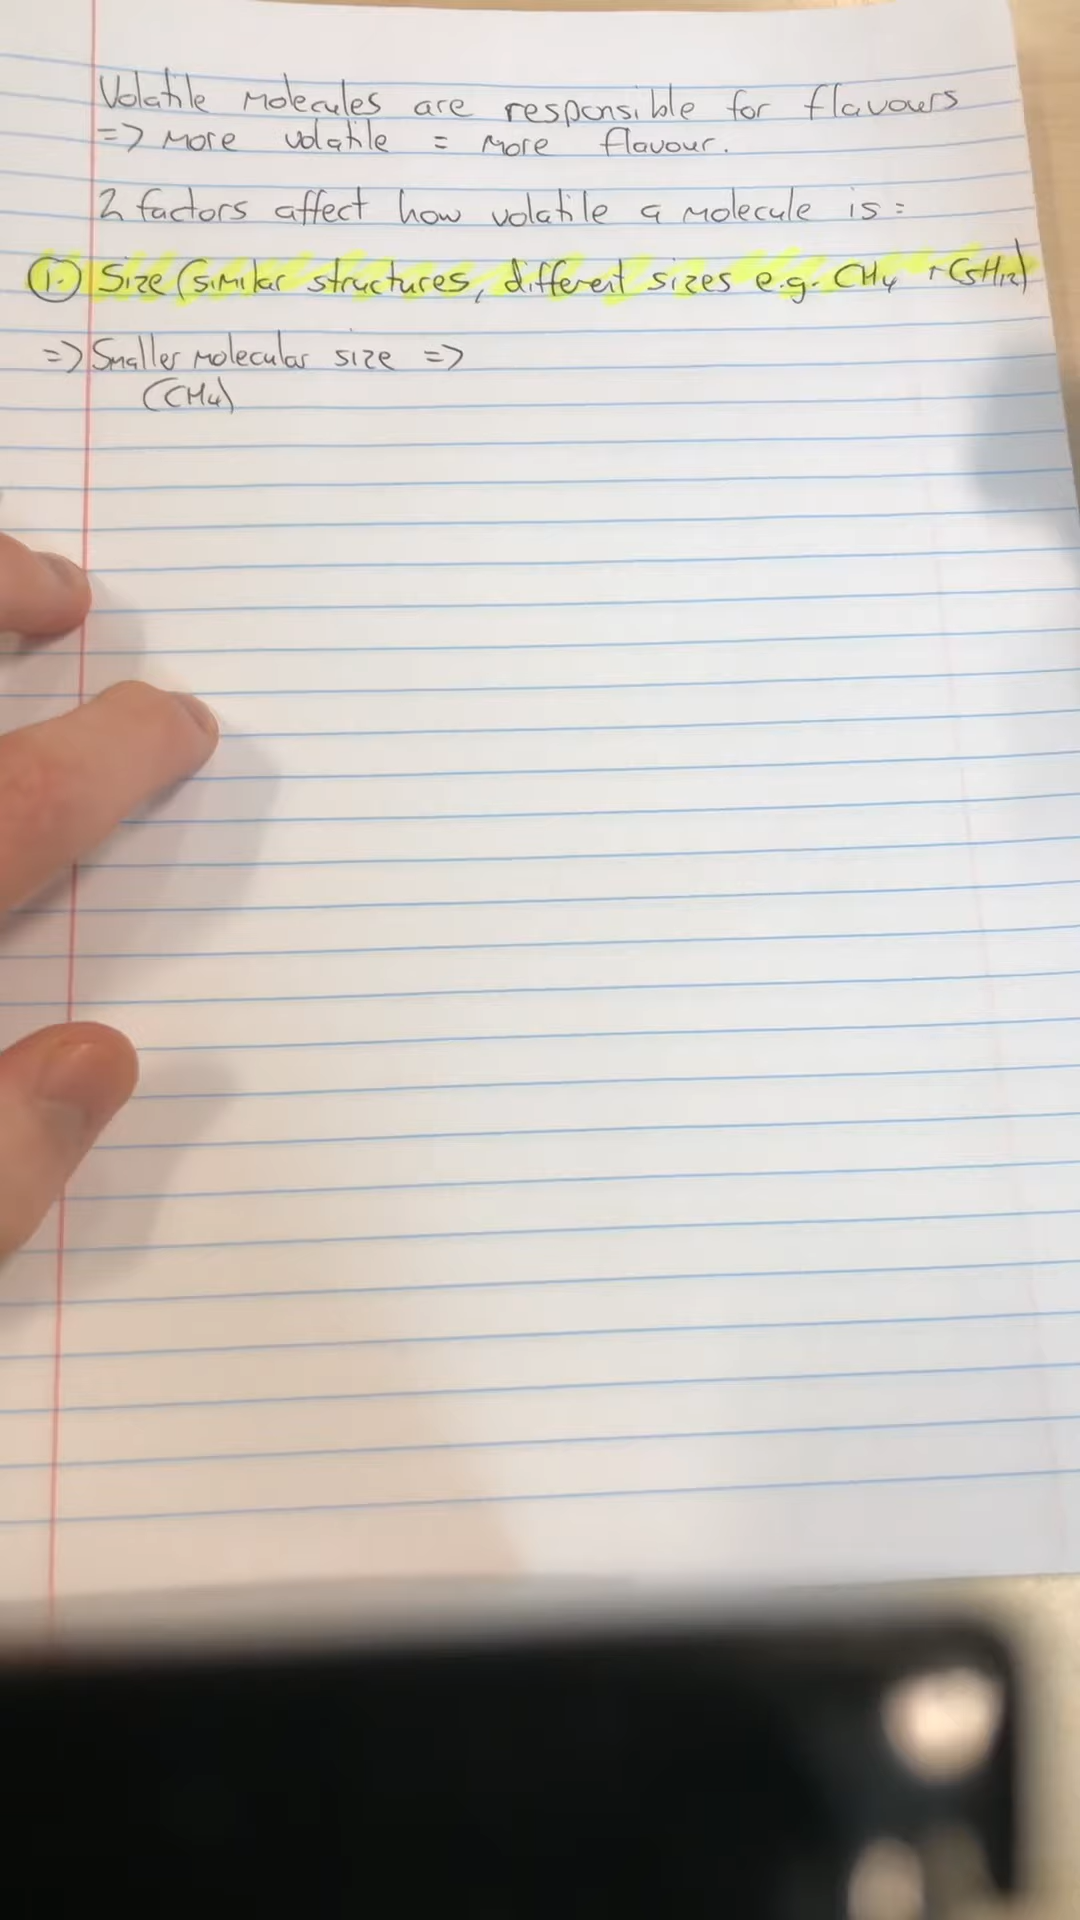 Volatile molecules are responsible for flavours
=> more volatile = more flavour.
2 factors affect how volatile a molecule is:
1. Size (similar structures, different sizes e.g. CH4 + C5H12)
=> Smaller molecular size =>
(CH4)